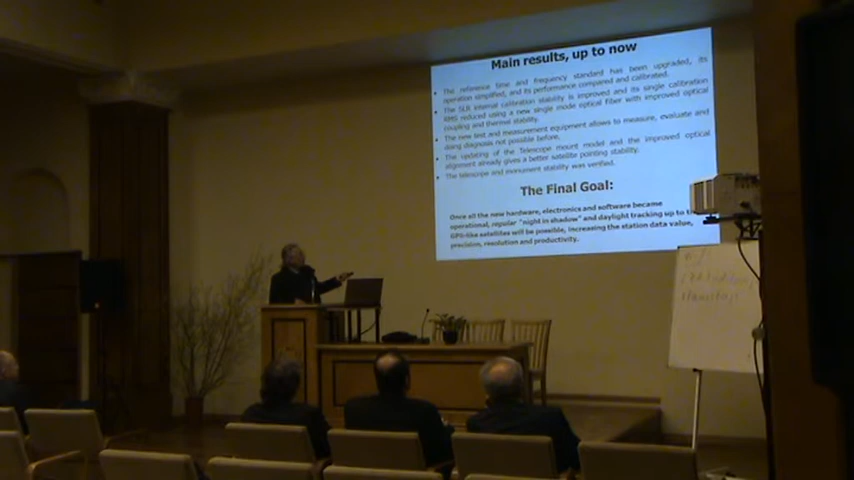 Main results, up to now
• The reference time and frequency standard has been upgraded, its
operation simplified, and its performance compared and calibrated.
• The SLR internal calibration stability is improved and its single calibration
RMS reduced using a new single mode optical fiber with improved optical
coupling and thermal stability.
• The new test and measurement equipment allows to measure, evaluate and
doing diagnosis not possible before.
• The updating of the Telescope mount model and the improved optical
alignment already gives a better satellite pointing stability.
• The telescope and monument stability was verified.
The Final Goal:
Once all the new hardware, electronics and software became
operational, regular "night in shadow" and daylight tracking up to
GPS-like satellites will be possible, increasing the station data value,
precision, resolution and productivity.